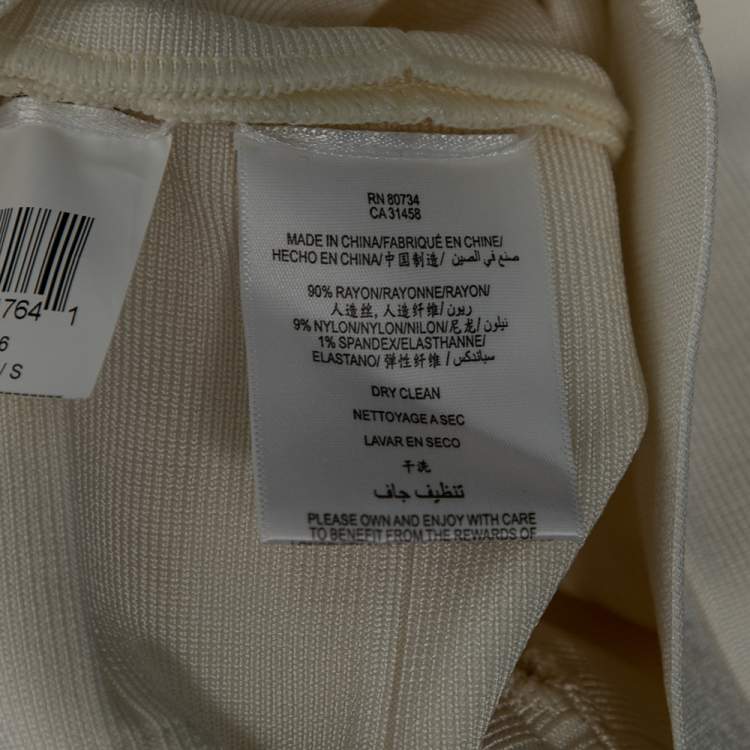 764 1
6
/ S
RN 80734
CA 31458
MADE IN CHINA/FABRIQUÉ EN CHINE/
HECHO EN CHINA/中国制造/ صنع في الصين
90% RAYON/RAYONNE/RAYON/
人造丝, 人造纤维/ ريون/
9% NYLON/NYLON/NILON/尼龙/ نيلون/
1% SPANDEX/ELASTHANNE/
ELASTANO/ 弹性纤维 / سباندكس
DRY CLEAN
NETTOYAGE A SEC
LAVAR EN SECO
干洗
تنظيف جاف
PLEASE OWN AND ENJOY WITH CARE
TO BENEFIT FROM THE REWARDS OF